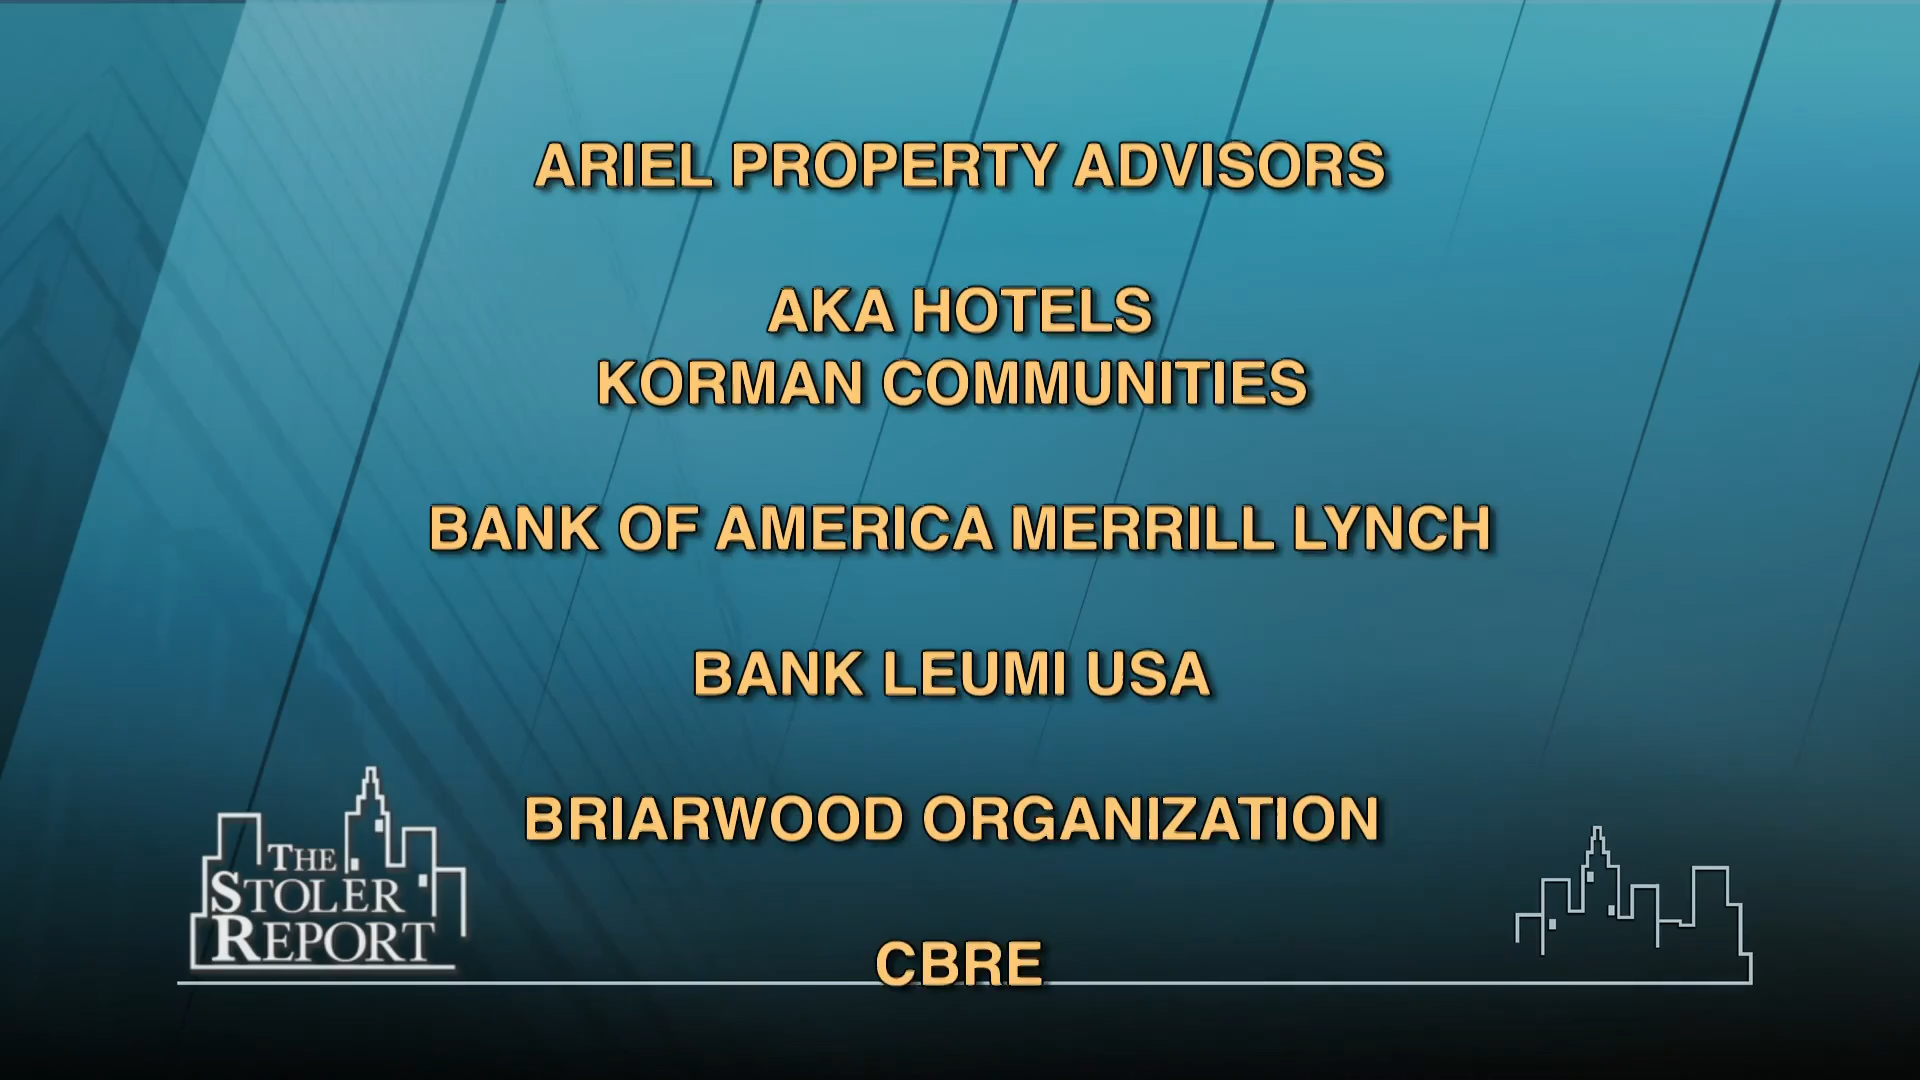 ARIEL PROPERTY ADVISORS
AKA HOTELS
KORMAN COMMUNITIES
BANK OF AMERICA MERRILL LYNCH
BANK LEUMI USA
BRIARWOOD ORGANIZATION
CBRE
THE
STOLER
REPORT